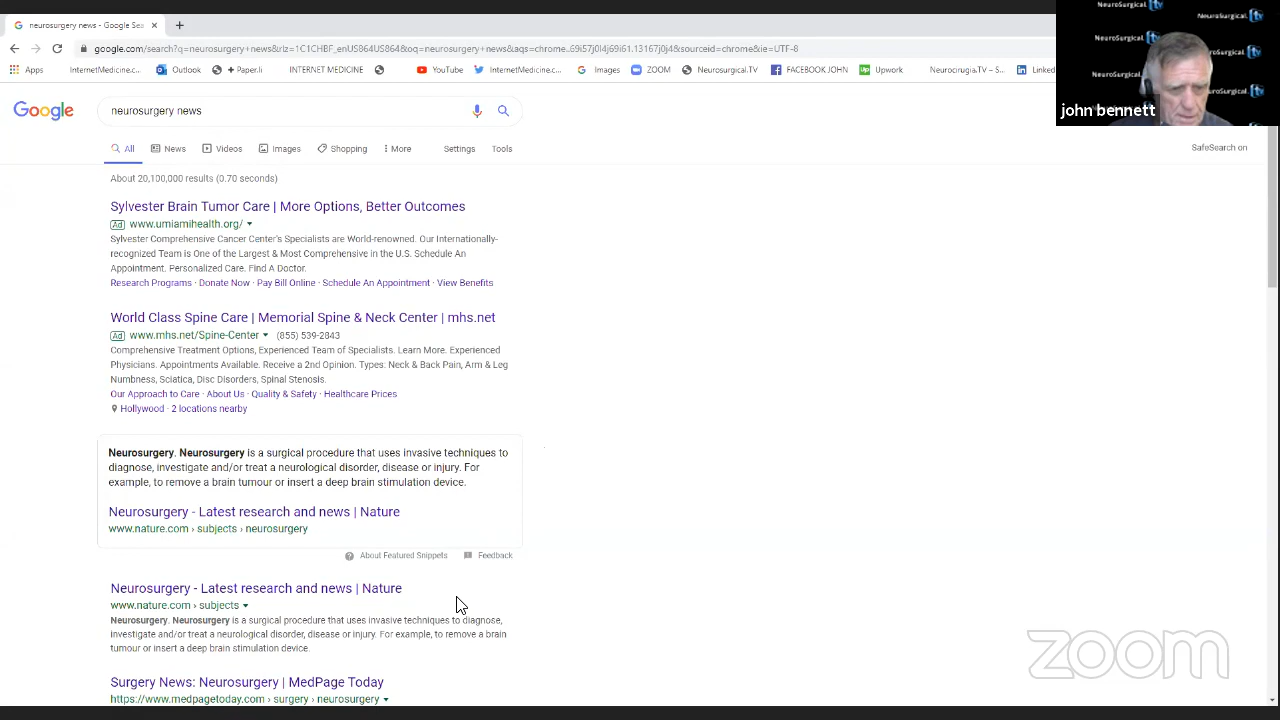 neurosurgery news - Google Sea
google.com/search?q=neurosurgery+news&rlz=1C1CHBF_enUS864US864&oq=neurosurgery+news&aqs=chrome..69i57j0l4j69i61.13167j0j4&sourceid=chrome&ie=UTF-8
Apps InternetMedicine.c... Outlook + Paper.li INTERNET MEDICINE YouTube InternetMedicine.c... Images ZOOM Neurosurgical.TV FACEBOOK JOHN Upwork Neurocirugia.TV – S... Linked
NeuroSurgical.tv
NeuroSurgical.tv
NeuroSurgical.tv
NeuroSurgical
john bennett
Google neurosurgery news
All News Videos Images Shopping More Settings Tools SafeSearch on
About 20,100,000 results (0.70 seconds)
Sylvester Brain Tumor Care | More Options, Better Outcomes
Ad www.umiamihealth.org/
Sylvester Comprehensive Cancer Center's Specialists are World-renowned. Our Internationally-
recognized Team is One of the Largest & Most Comprehensive in the U.S. Schedule An
Appointment. Personalized Care. Find A Doctor.
Research Programs · Donate Now · Pay Bill Online · Schedule An Appointment · View Benefits
World Class Spine Care | Memorial Spine & Neck Center | mhs.net
Ad www.mhs.net/Spine-Center (855) 539-2843
Comprehensive Treatment Options, Experienced Team of Specialists. Learn More. Experienced
Physicians. Appointments Available. Receive a 2nd Opinion. Types: Neck & Back Pain, Arm & Leg
Numbness, Sciatica, Disc Disorders, Spinal Stenosis.
Our Approach to Care · About Us · Quality & Safety · Healthcare Prices
Hollywood · 2 locations nearby
Neurosurgery. Neurosurgery is a surgical procedure that uses invasive techniques to
diagnose, investigate and/or treat a neurological disorder, disease or injury. For
example, to remove a brain tumour or insert a deep brain stimulation device.
Neurosurgery - Latest research and news | Nature
www.nature.com › subjects › neurosurgery
About Featured Snippets Feedback
Neurosurgery - Latest research and news | Nature
www.nature.com › subjects
Neurosurgery. Neurosurgery is a surgical procedure that uses invasive techniques to diagnose,
investigate and/or treat a neurological disorder, disease or injury. For example, to remove a brain
tumour or insert a deep brain stimulation device.
zoom
Surgery News: Neurosurgery | MedPage Today
https://www.medpagetoday.com › surgery › neurosurgery